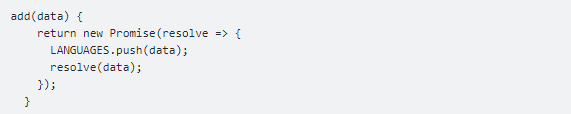 add(data) {
    return new Promise(resolve => {
      LANGUAGES.push(data);
      resolve(data);
    });
  }